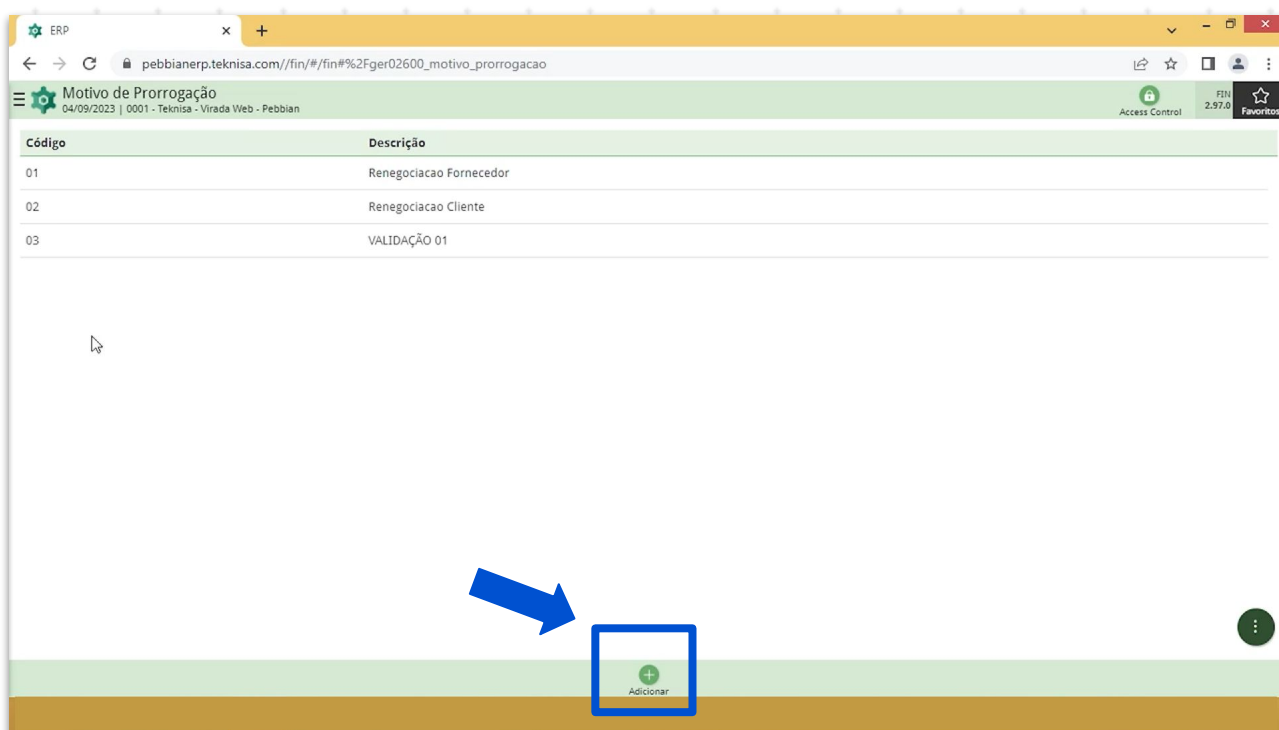 ERP
pebbianerp.teknisa.com//fin/#/fin#%2Fger02600_motivo_prorrogacao
Motivo de Prorrogação
04/09/2023 | 0001 - Teknisa - Virada Web - Pebbian
Access Control
FIN
2.97.0
Favoritos
Código Descrição
01 Renegociacao Fornecedor
02 Renegociacao Cliente
03 VALIDAÇÃO 01
Adicionar